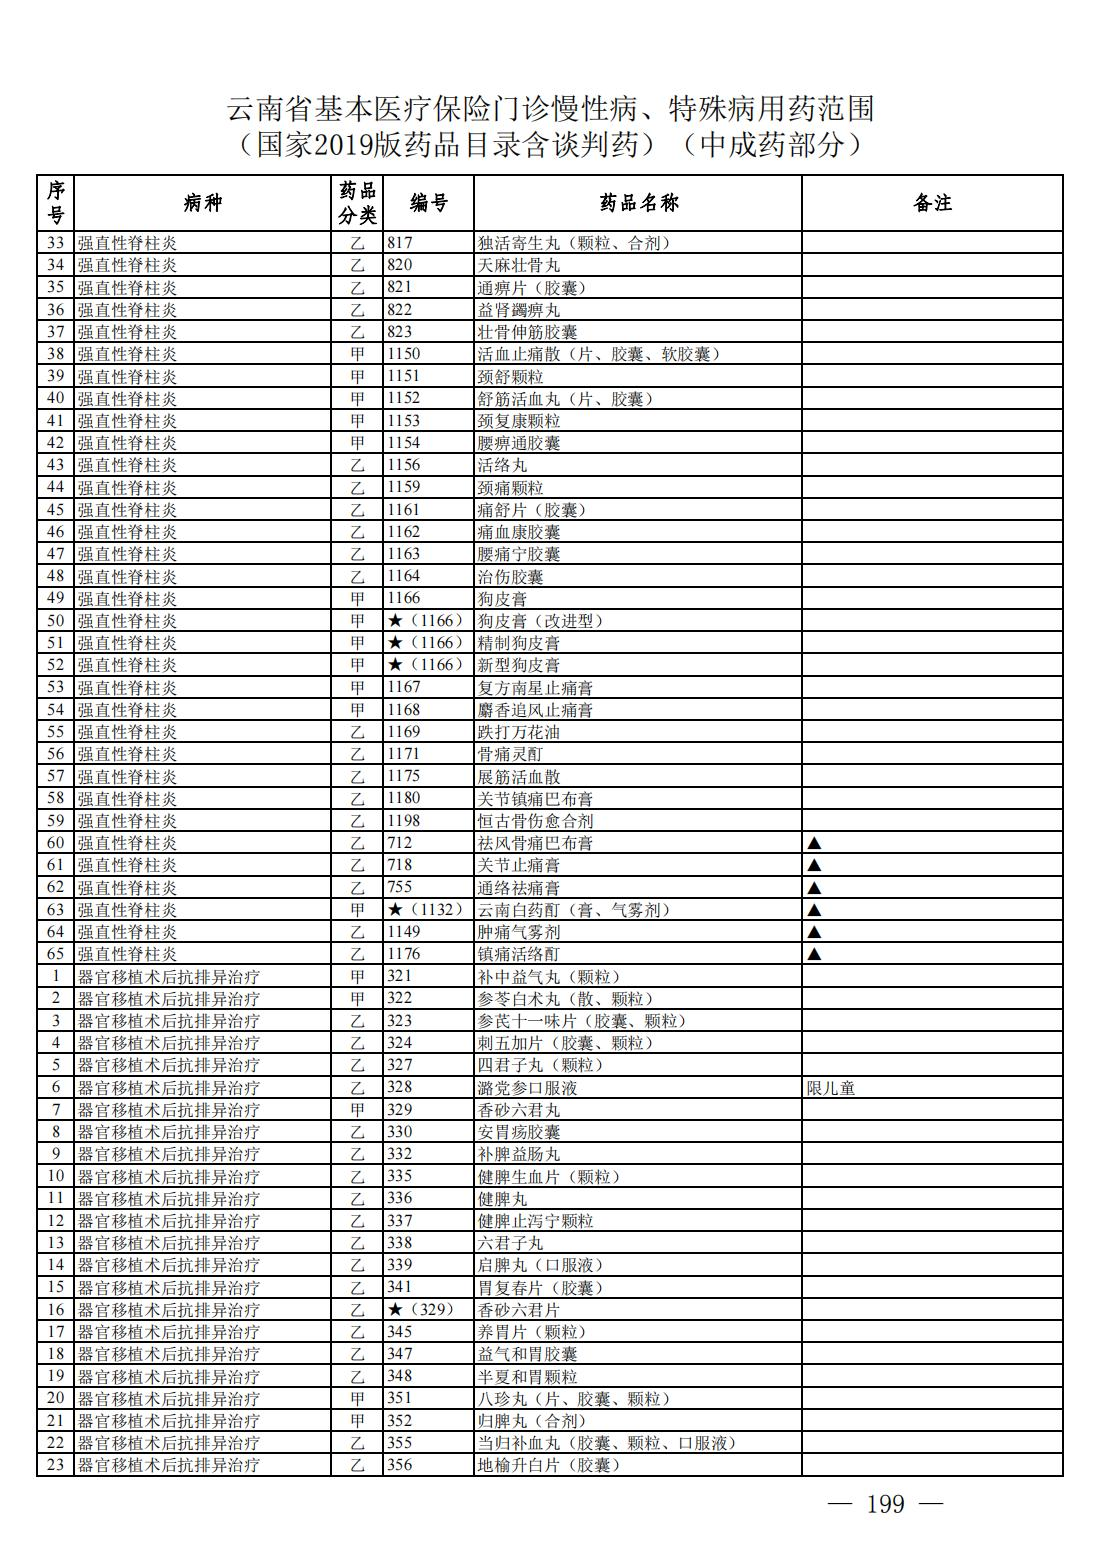 云南省基本医疗保险门诊慢性病、特殊病用药范围
（国家2019版药品目录含谈判药）（中成药部分）
序号 病种 药品分类 编号 药品名称 备注
33 强直性脊柱炎 乙 817 独活寄生丸（颗粒、合剂）
34 强直性脊柱炎 乙 820 天麻壮骨丸
35 强直性脊柱炎 乙 821 通痹片（胶囊）
36 强直性脊柱炎 乙 822 益肾蠲痹丸
37 强直性脊柱炎 乙 823 壮骨伸筋胶囊
38 强直性脊柱炎 甲 1150 活血止痛散（片、胶囊、软胶囊）
39 强直性脊柱炎 甲 1151 颈舒颗粒
40 强直性脊柱炎 甲 1152 舒筋活血丸（片、胶囊）
41 强直性脊柱炎 甲 1153 颈复康颗粒
42 强直性脊柱炎 甲 1154 腰痹通胶囊
43 强直性脊柱炎 乙 1156 活络丸
44 强直性脊柱炎 乙 1159 颈痛颗粒
45 强直性脊柱炎 乙 1161 痛舒片（胶囊）
46 强直性脊柱炎 乙 1162 痛血康胶囊
47 强直性脊柱炎 乙 1163 腰痛宁胶囊
48 强直性脊柱炎 乙 1164 治伤胶囊
49 强直性脊柱炎 甲 1166 狗皮膏
50 强直性脊柱炎 甲 ★（1166） 狗皮膏（改进型）
51 强直性脊柱炎 甲 ★（1166） 精制狗皮膏
52 强直性脊柱炎 甲 ★（1166） 新型狗皮膏
53 强直性脊柱炎 甲 1167 复方南星止痛膏
54 强直性脊柱炎 甲 1168 麝香追风止痛膏
55 强直性脊柱炎 乙 1169 跌打万花油
56 强直性脊柱炎 乙 1171 骨痛灵酊
57 强直性脊柱炎 乙 1175 展筋活血散
58 强直性脊柱炎 乙 1180 关节镇痛巴布膏
59 强直性脊柱炎 乙 1198 恒古骨伤愈合剂
60 强直性脊柱炎 乙 712 祛风骨痛巴布膏 ▲
61 强直性脊柱炎 乙 718 关节止痛膏 ▲
62 强直性脊柱炎 乙 755 通络祛痛膏 ▲
63 强直性脊柱炎 甲 ★（1132） 云南白药酊（膏、气雾剂） ▲
64 强直性脊柱炎 乙 1149 肿痛气雾剂 ▲
65 强直性脊柱炎 乙 1176 镇痛活络酊 ▲
1 器官移植术后抗排异治疗 甲 321 补中益气丸（颗粒）
2 器官移植术后抗排异治疗 甲 322 参苓白术丸（散、颗粒）
3 器官移植术后抗排异治疗 乙 323 参芪十一味片（胶囊、颗粒）
4 器官移植术后抗排异治疗 乙 324 刺五加片（胶囊、颗粒）
5 器官移植术后抗排异治疗 乙 327 四君子丸（颗粒）
6 器官移植术后抗排异治疗 乙 328 潞党参口服液 限儿童
7 器官移植术后抗排异治疗 甲 329 香砂六君丸
8 器官移植术后抗排异治疗 乙 330 安胃疡胶囊
9 器官移植术后抗排异治疗 乙 332 补脾益肠丸
10 器官移植术后抗排异治疗 乙 335 健脾生血片（颗粒）
11 器官移植术后抗排异治疗 乙 336 健脾丸
12 器官移植术后抗排异治疗 乙 337 健脾止泻宁颗粒
13 器官移植术后抗排异治疗 乙 338 六君子丸
14 器官移植术后抗排异治疗 乙 339 启脾丸（口服液）
15 器官移植术后抗排异治疗 乙 341 胃复春片（胶囊）
16 器官移植术后抗排异治疗 乙 ★（329） 香砂六君片
17 器官移植术后抗排异治疗 乙 345 养胃片（颗粒）
18 器官移植术后抗排异治疗 乙 347 益气和胃胶囊
19 器官移植术后抗排异治疗 乙 348 半夏和胃颗粒
20 器官移植术后抗排异治疗 甲 351 八珍丸（片、胶囊、颗粒）
21 器官移植术后抗排异治疗 甲 352 归脾丸（合剂）
22 器官移植术后抗排异治疗 乙 355 当归补血丸（胶囊、颗粒、口服液）
23 器官移植术后抗排异治疗 乙 356 地榆升白片（胶囊）
— 199 —